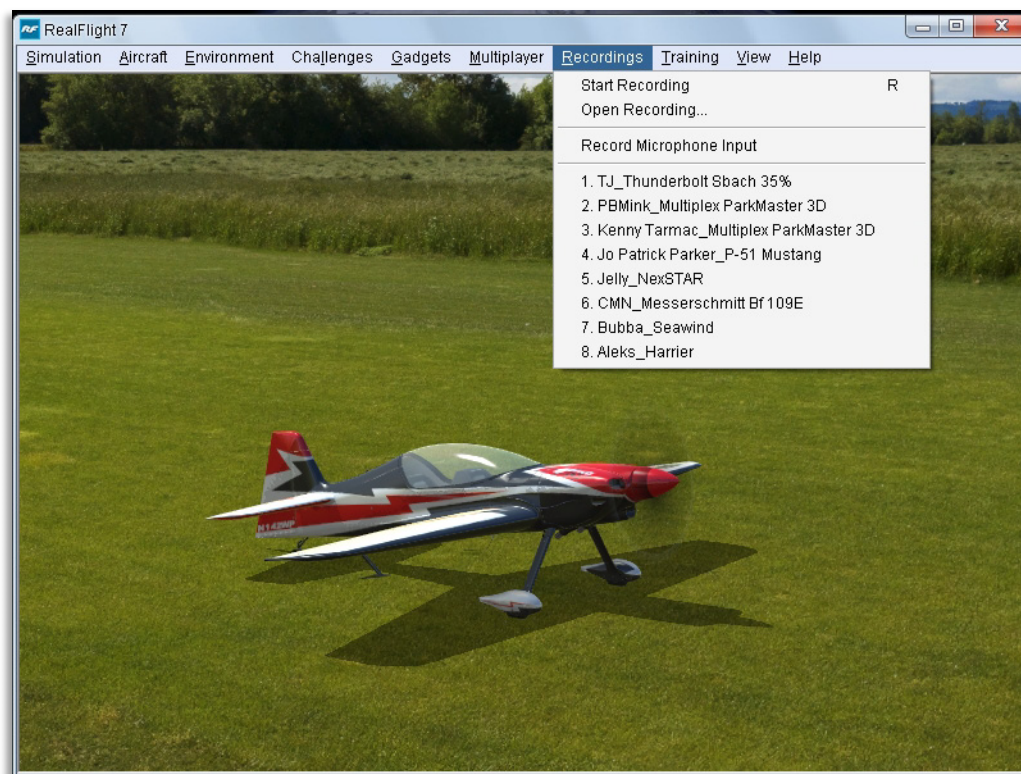 RealFlight 7
Simulation Aircraft Environment Challenges Gadgets Multiplayer Recordings Training View Help
Start Recording R
Open Recording...
Record Microphone Input
1. TJ_Thunderbolt Sbach 35%
2. PBMink_Multiplex ParkMaster 3D
3. Kenny Tarmac_Multiplex ParkMaster 3D
4. Jo Patrick Parker_P-51 Mustang
5. Jelly_NexSTAR
6. CMN_Messerschmitt Bf 109E
7. Bubba_Seawind
8. Aleks_Harrier